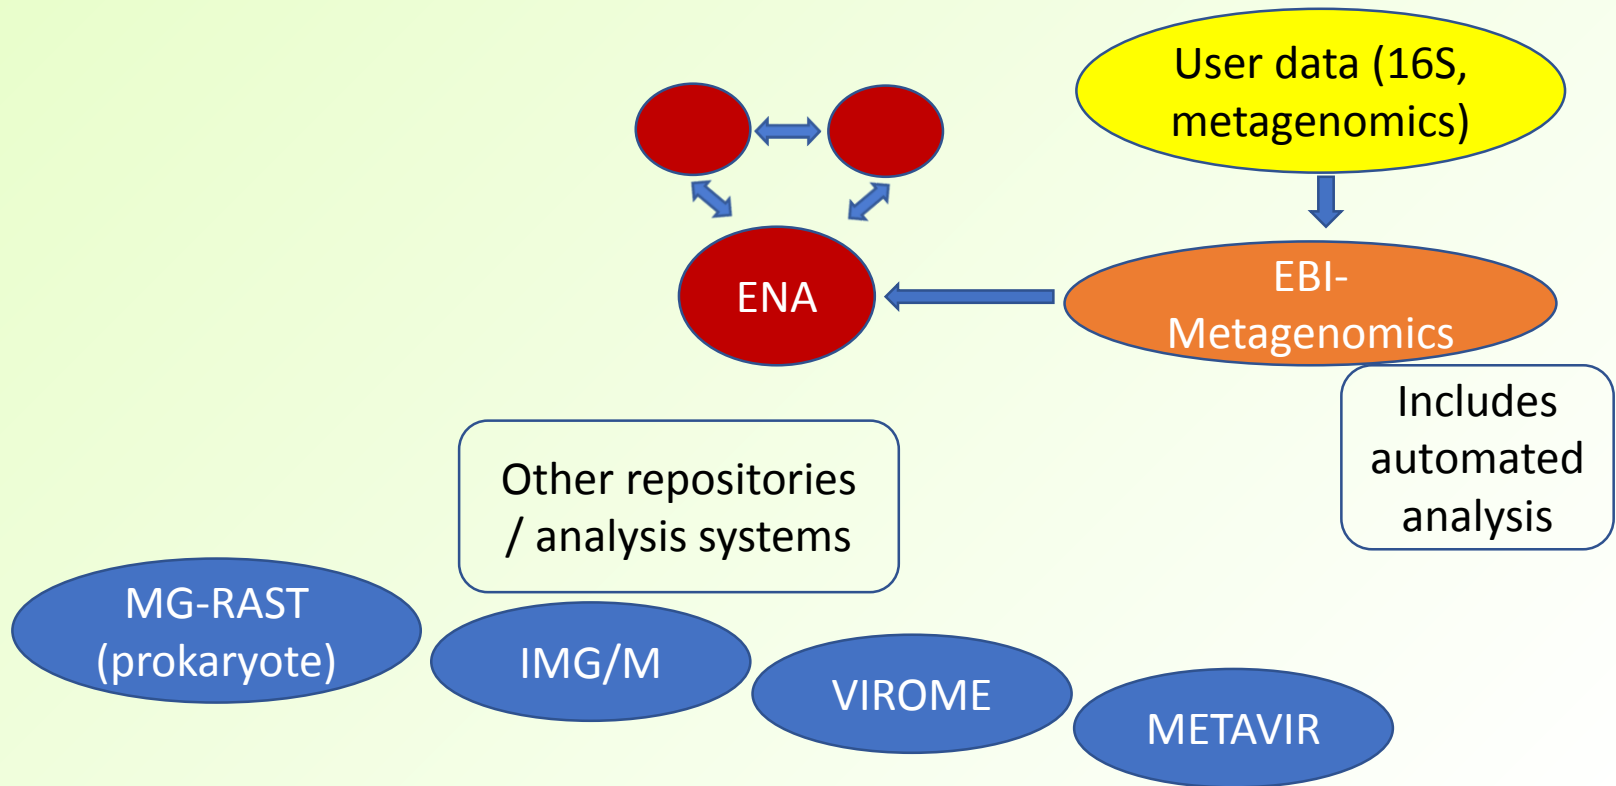 User data (16S,
metagenomics)
ENA
EBI-
Metagenomics
Includes
automated
analysis
Other repositories
/ analysis systems
MG-RAST
(prokaryote)
IMG/M
VIROME
METAVIR